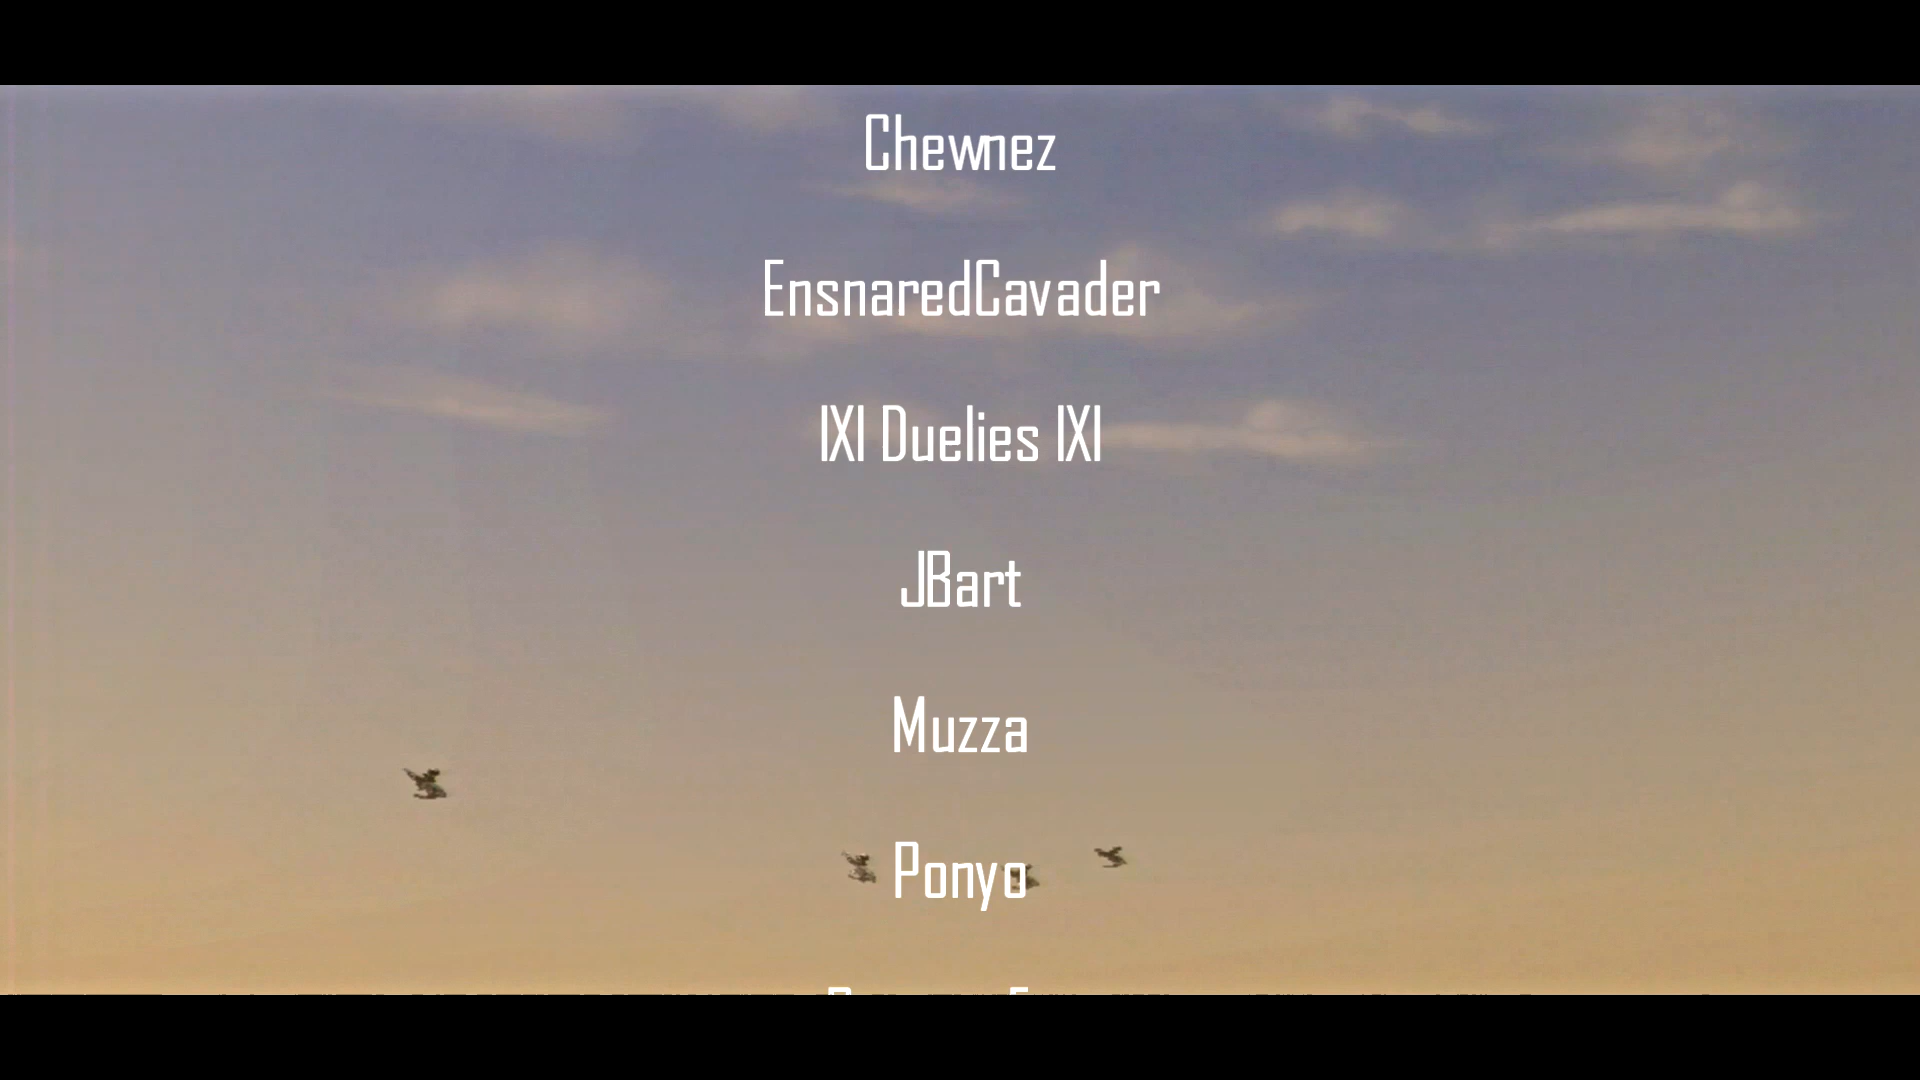 Chewnez
EnsnaredCavader
IXI Duelies IXI
JBart
Muzza
Ponyo